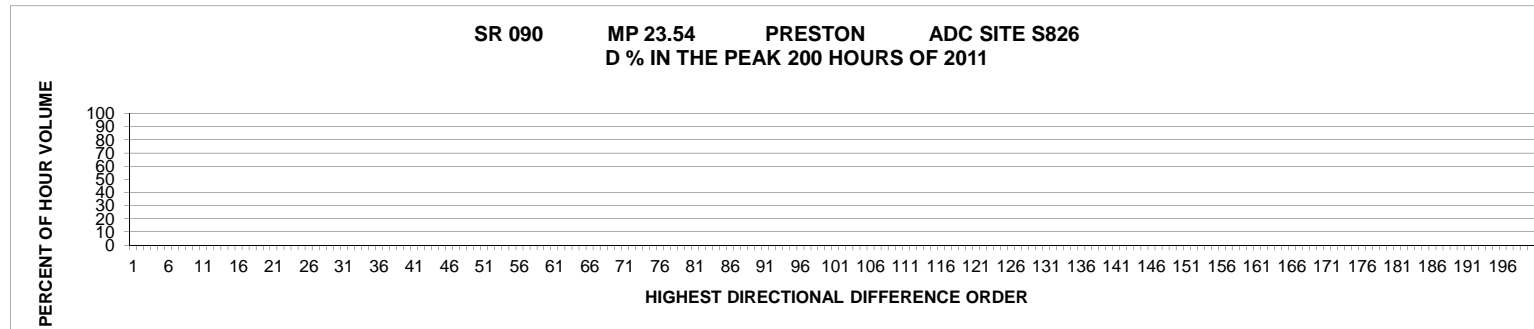 SR 090 MP 23.54 PRESTON ADC SITE S826
D % IN THE PEAK 200 HOURS OF 2011
PERCENT OF HOUR VOLUME
100
90
80
70
60
50
40
30
20
10
0
1 6 11 16 21 26 31 36 41 46 51 56 61 66 71 76 81 86 91 96 101 106 111 116 121 126 131 136 141 146 151 156 161 166 171 176 181 186 191 196
HIGHEST DIRECTIONAL DIFFERENCE ORDER